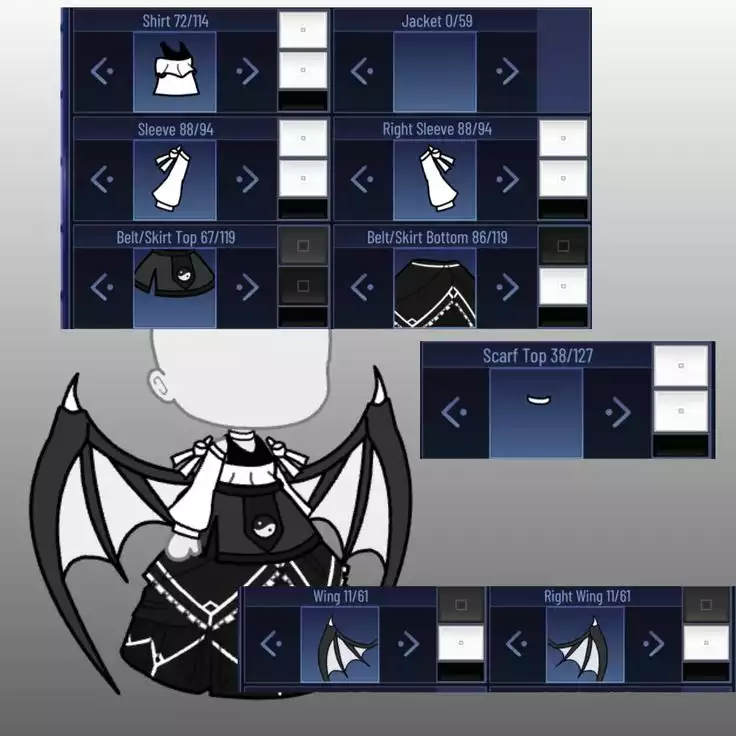 Shirt 72/114
Jacket 0/59
Sleeve 88/94
Right Sleeve 88/94
Belt/Skirt Top 67/119
Belt/Skirt Bottom 86/119
Scarf Top 38/127
Wing 11/61
Right Wing 11/61